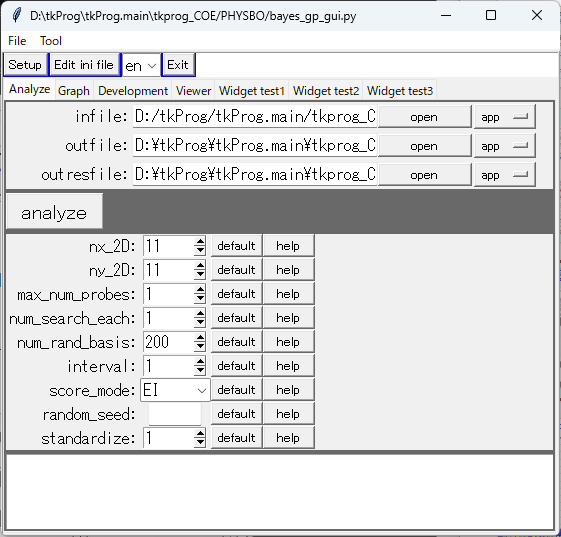 D:\tkProg\tkProg.main\tkprog_COE/PHYSBO/bayes_gp_gui.py
File Tool
Setup Edit ini file en Exit
Analyze Graph Development Viewer Widget test1 Widget test2 Widget test3
infile: D:/tkProg/tkProg.main/tkprog_C open app
outfile: D:¥tkProg¥tkProg.main¥tkprog_C open app
outresfile: D:¥tkProg¥tkProg.main¥tkprog_C open app
analyze
nx_2D: 11 default help
ny_2D: 11 default help
max_num_probes: 1 default help
num_search_each: 1 default help
num_rand_basis: 200 default help
interval: 1 default help
score_mode: EI default help
random_seed: default help
standardize: 1 default help